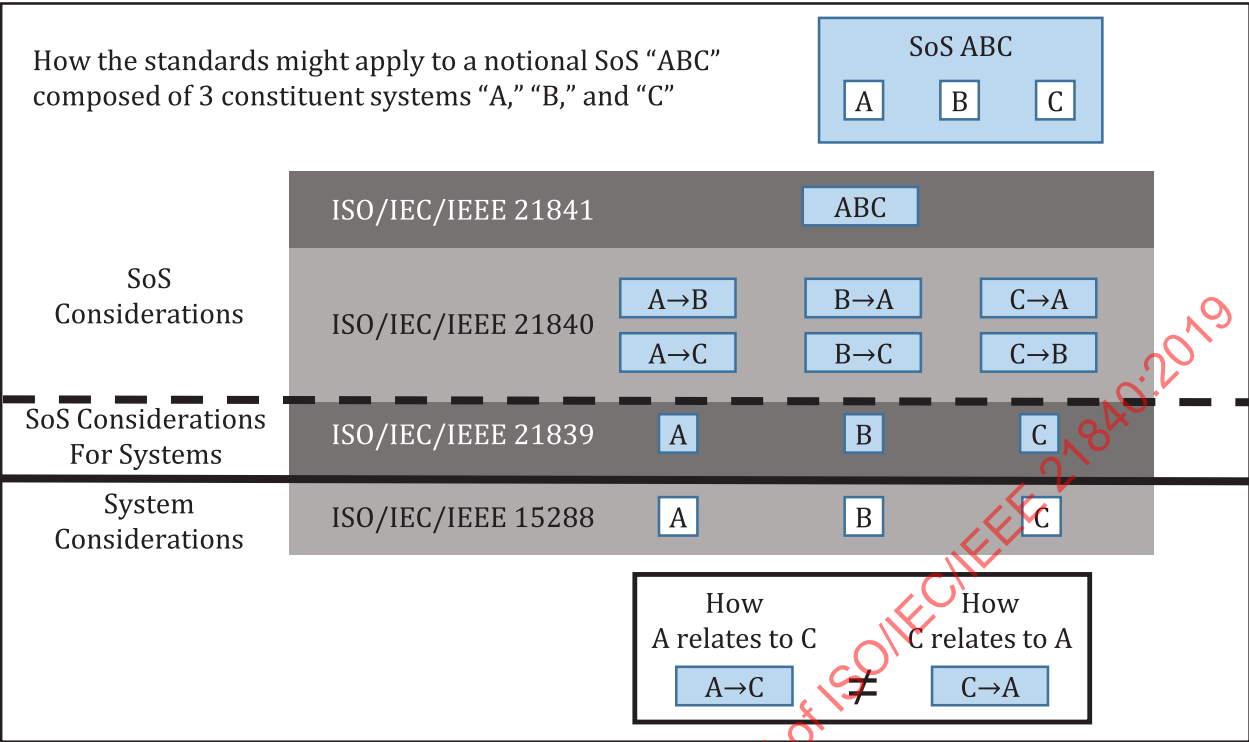 How the standards might apply to a notional SoS “ABC”
composed of 3 constituent systems “A,” “B,” and “C”
SoS ABC
A B C
ISO/IEC/IEEE 21841 ABC
SoS
Considerations
ISO/IEC/IEEE 21840
A→B B→A C→A
A→C B→C C→B
SoS Considerations
For Systems
ISO/IEC/IEEE 21839 A B C
System
Considerations
ISO/IEC/IEEE 15288 A B C
How
A relates to C
How
C relates to A
A→C ≠ C→A
of ISO/IEC/IEEE 21840:2019